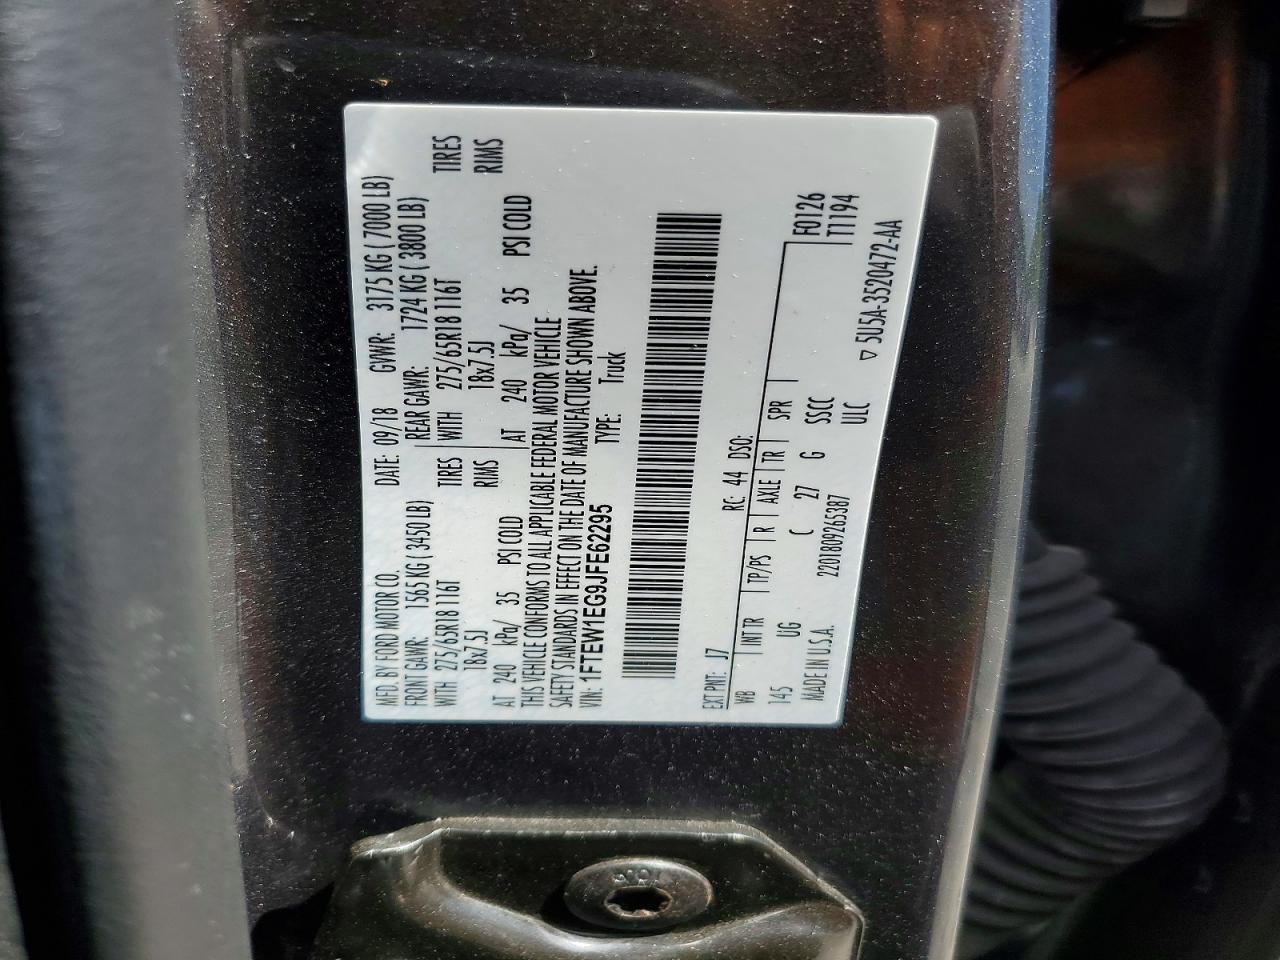 MFD. BY FORD MOTOR CO.
DATE: 09/18 GVWR: 3175 KG ( 7000 LB)
FRONT GAWR: 1565 KG ( 3450 LB) REAR GAWR: 1724 KG ( 3800 LB)
WITH 275/65R18 116T TIRES WITH 275/65R18 116T TIRES
18x7.5J RIMS 18x7.5J RIMS
AT 240 kPa/ 35 PSI COLD AT 240 kPa/ 35 PSI COLD
THIS VEHICLE CONFORMS TO ALL APPLICABLE FEDERAL MOTOR VEHICLE
SAFETY STANDARDS IN EFFECT ON THE DATE OF MANUFACTURE SHOWN ABOVE.
VIN: 1FTEW1EG9JFE62295 TYPE: Truck
EXT PNT: J7 RC: 44 DSO:
WB INT TR TP/PS R AXLE TR SPR F0126
T1194
145 UG C 27 G SSCC
MADE IN U.S.A. 2201809265387 ULC
▽ 5U5A-3520472-AA